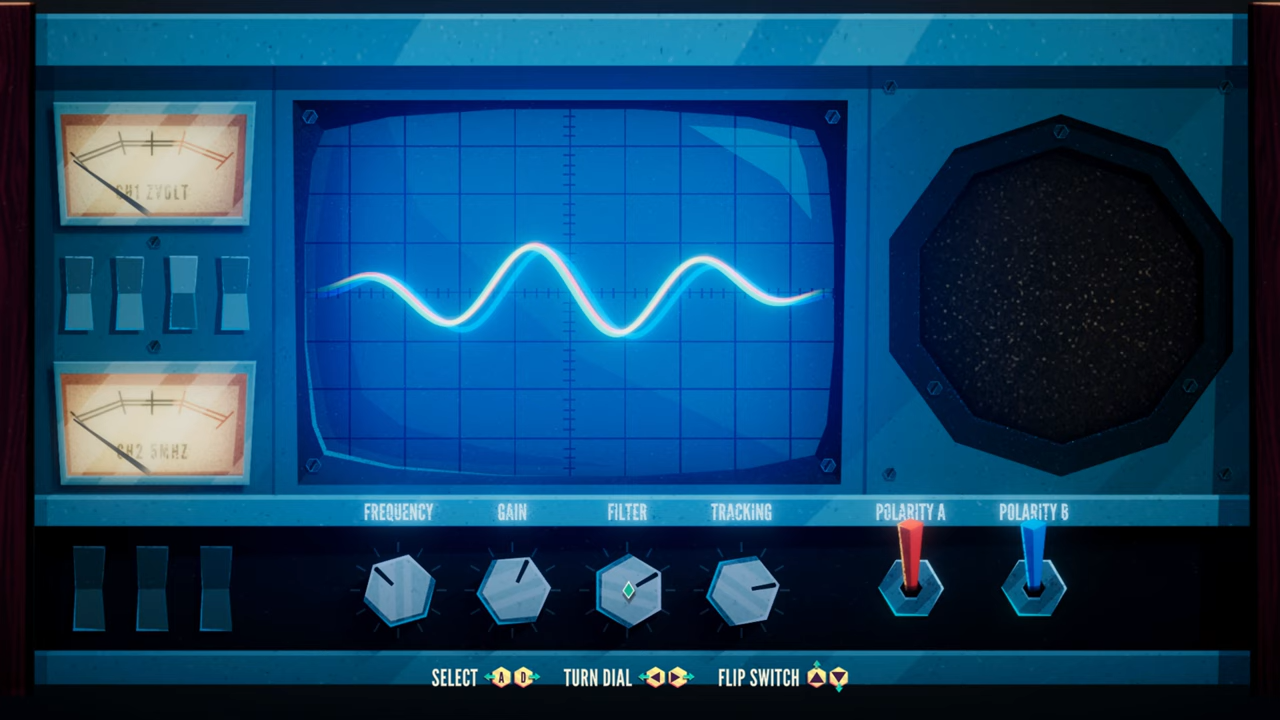 CH1 2VOLT
CH2 5MHZ
FREQUENCY
GAIN
FILTER
TRACKING
POLARITY A
POLARITY B
SELECT A D
TURN DIAL
FLIP SWITCH